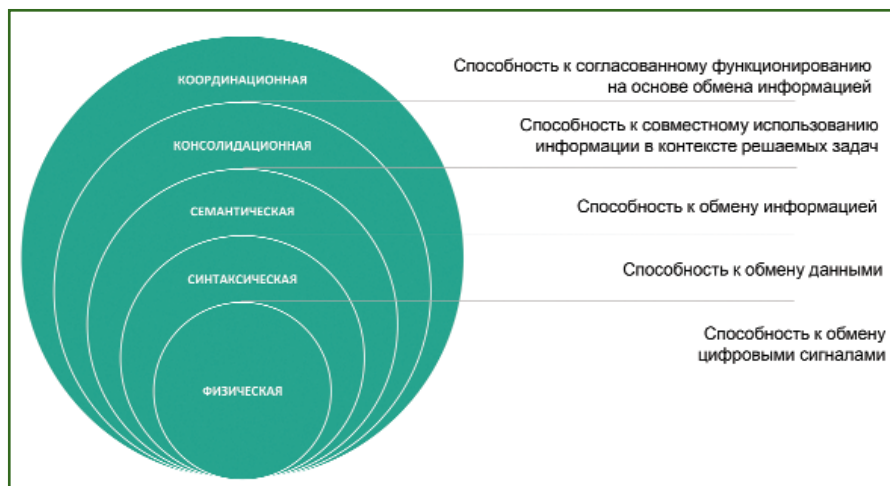 КООРДИНАЦИОННАЯ
Способность к согласованному функционированию
на основе обмена информацией
КОНСОЛИДАЦИОННАЯ
Способность к совместному использованию
информации в контексте решаемых задач
СЕМАНТИЧЕСКАЯ
Способность к обмену информацией
СИНТАКСИЧЕСКАЯ
Способность к обмену данными
ФИЗИЧЕСКАЯ
Способность к обмену
цифровыми сигналами